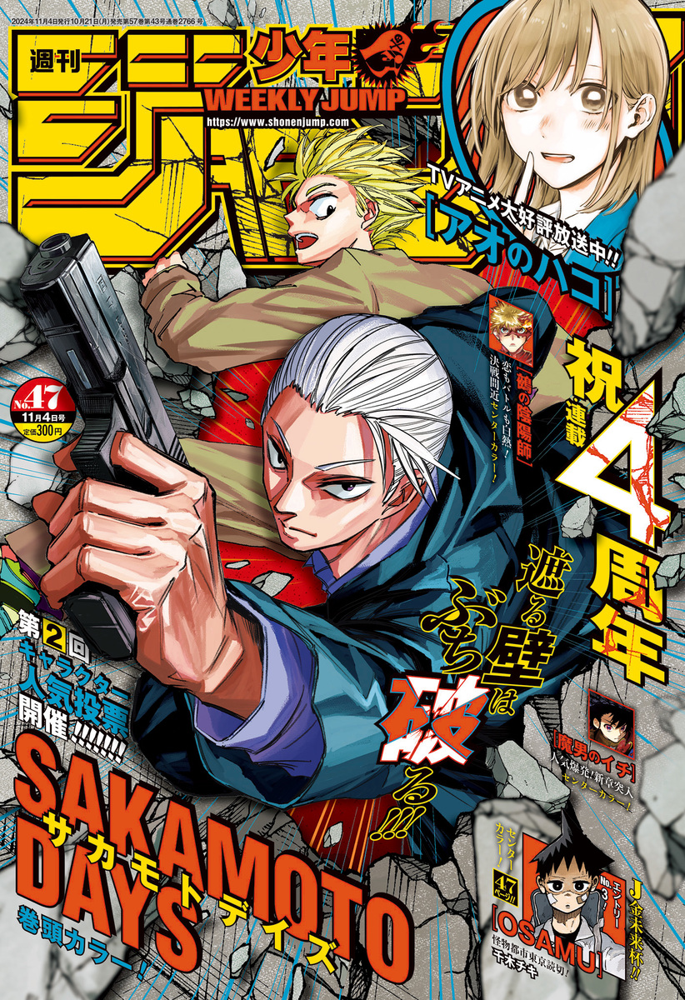 2024年11月4日発行10月21日(月)発売第57巻第43号通巻2766号
週刊
少年
ジャンプ
WEEKLY JUMP
https://www.shonenjump.com
TVアニメ大好評放送中!!
[アオのハコ]
No.47
11月4日号
定価300円
[鵺の陰陽師]
恋もバトルも白熱!
決戦間近センターカラー!
祝・連載
4周年
遮る壁は
ぶち破る!!!
第2回
キャラクター
人気投票
開催!!!!!!!
SAKAMOTO
DAYS
サカモトデイズ
巻頭カラー!
[魔男のイチ]
人気爆発!新章突入
センターカラー!
J金未来杯!!
エントリー
No.3
センター
カラー!
47
ページ!!
[OSAMU]
怪物都市東京読切!
千木チキ